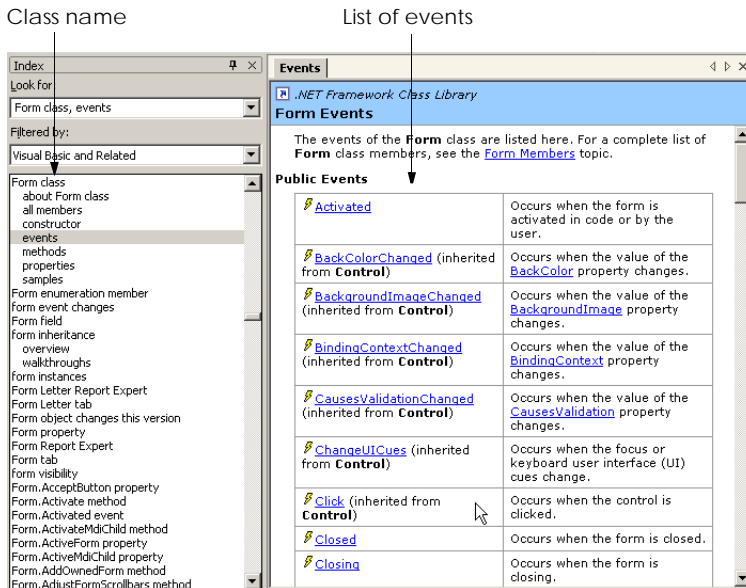 Class name
List of events
Index
Look for
Form class, events
Filtered by:
Visual Basic and Related
Form class
about Form class
all members
constructor
events
methods
properties
samples
Form enumeration member
form event changes
Form field
form inheritance
overview
walkthroughs
form instances
Form Letter Report Expert
Form Letter tab
Form object changes this version
Form property
Form Report Expert
Form tab
form visibility
Form.AcceptButton property
Form.Activate method
Form.Activated event
Form.ActivateMdiChild method
Form.ActiveForm property
Form.ActiveMdiChild property
Form.AddOwnedForm method
Form.AdjustFormScrollbars method
Events
.NET Framework Class Library
Form Events
The events of the Form class are listed here. For a complete list of
Form class members, see the Form Members topic.
Public Events
Activated
Occurs when the form is
activated in code or by the
user.
BackColorChanged (inherited
from Control)
Occurs when the value of the
BackColor property changes.
BackgroundImageChanged
(inherited from Control)
Occurs when the value of the
BackgroundImage property
changes.
BindingContextChanged
(inherited from Control)
Occurs when the value of the
BindingContext property
changes.
CausesValidationChanged
(inherited from Control)
Occurs when the value of the
CausesValidation property
changes.
ChangeUICues (inherited
from Control)
Occurs when the focus or
keyboard user interface (UI)
cues change.
Click (inherited from
Control)
Occurs when the control is
clicked.
Closed
Occurs when the form is closed.
Closing
Occurs when the form is
closing.